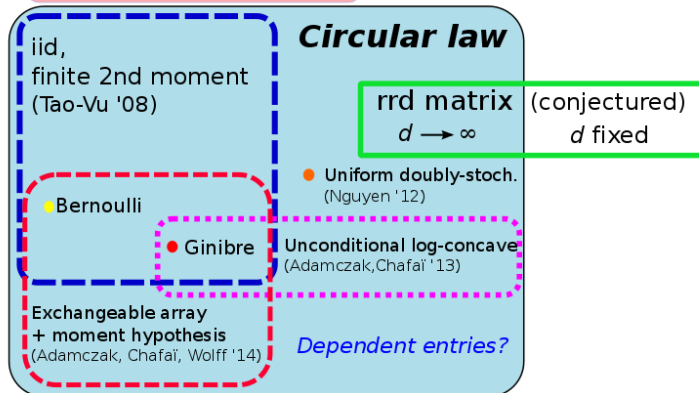 Circular law
iid,
finite 2nd moment
(Tao-Vu '08)
rrd matrix (conjectured)
d → ∞ d fixed
Uniform doubly-stoch.
(Nguyen '12)
Bernoulli
Ginibre
Unconditional log-concave
(Adamczak,Chafaï '13)
Exchangeable array
+ moment hypothesis
(Adamczak, Chafaï, Wolff '14)
Dependent entries?